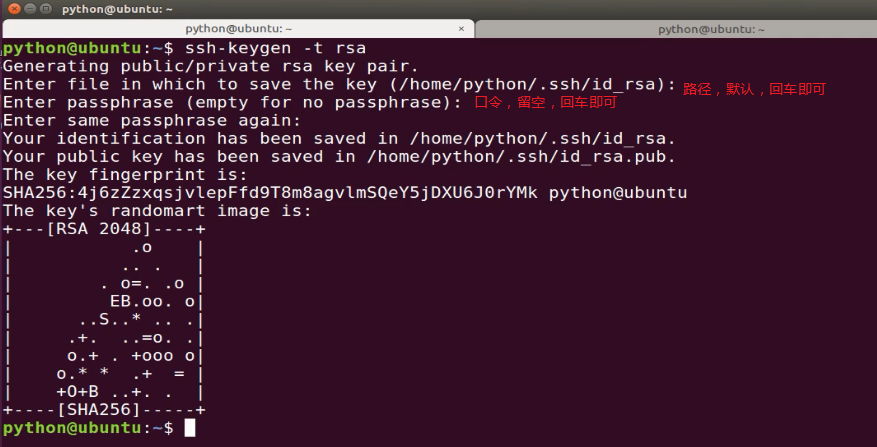 python@ubuntu: ~
python@ubuntu: ~ ×
python@ubuntu: ~
python@ubuntu:~$ ssh-keygen -t rsa
Generating public/private rsa key pair.
Enter file in which to save the key (/home/python/.ssh/id_rsa): 路径，默认，回车即可
Enter passphrase (empty for no passphrase): 口令，留空，回车即可
Enter same passphrase again:
Your identification has been saved in /home/python/.ssh/id_rsa.
Your public key has been saved in /home/python/.ssh/id_rsa.pub.
The key fingerprint is:
SHA256:4j6zZzxqsjvlepFfd9T8m8agvlmSQeY5jDXU6J0rYMk python@ubuntu
The key's randomart image is:
+---[RSA 2048]----+
|            .o    |
|           .. .   |
|         . o=. .o |
|          EB.oo. o|
|       ..S..* .. .|
|      .+.  ..=o. .|
|      o.+ . +ooo o|
|     o.* *  .+  = |
|     +O+B ..+. .  |
+----[SHA256]-----+
python@ubuntu:~$